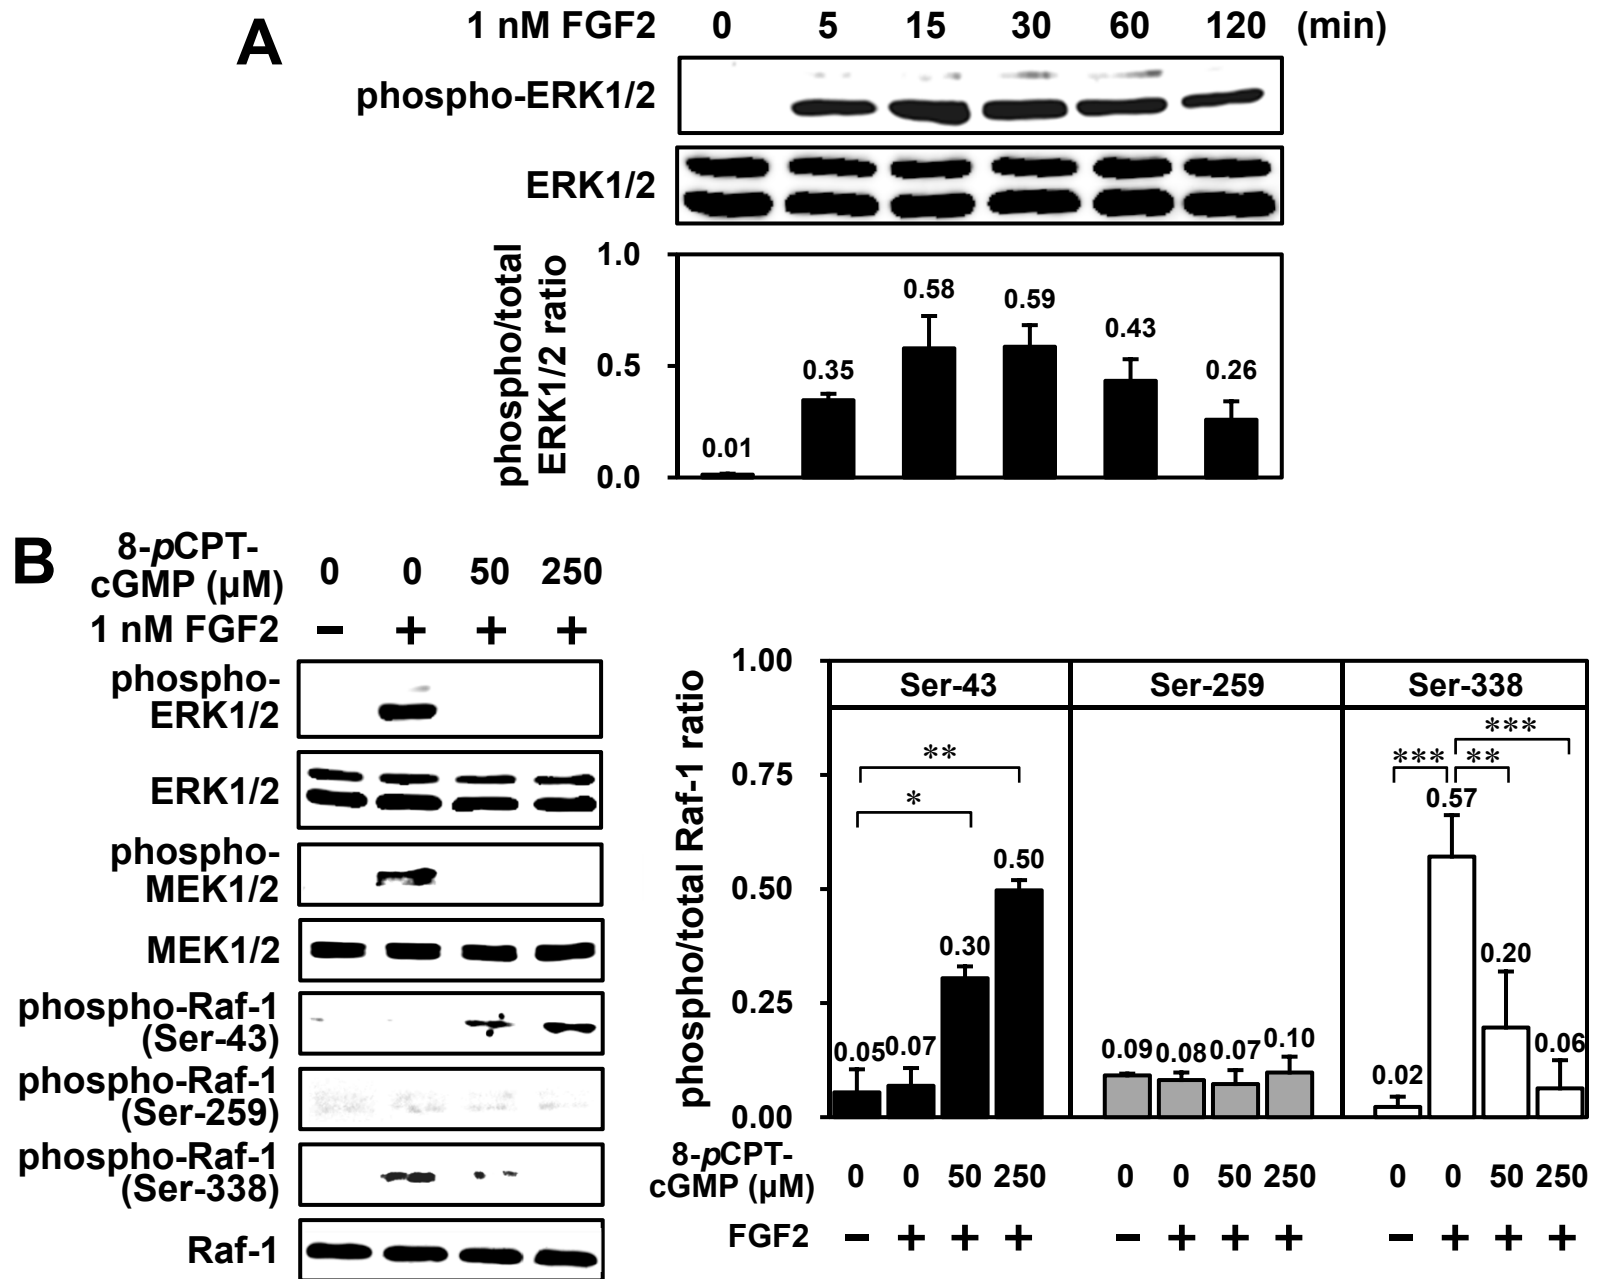 A
1 nM FGF2 0 5 15 30 60 120 (min)
phospho-ERK1/2
ERK1/2
phospho/total
ERK1/2 ratio
1.0
0.5
0.0
0.01
0.35
0.58
0.59
0.43
0.26
B
8-pCPT-
cGMP (µM) 0 0 50 250
1 nM FGF2 − + + +
phospho-
ERK1/2
ERK1/2
phospho-
MEK1/2
MEK1/2
phospho-Raf-1
(Ser-43)
phospho-Raf-1
(Ser-259)
phospho-Raf-1
(Ser-338)
Raf-1
phospho/total Raf-1 ratio
1.00
0.75
0.50
0.25
0.00
Ser-43 Ser-259 Ser-338
**
*
0.05 0.07 0.30 0.50
0.09 0.08 0.07 0.10
***
*** **
0.02 0.57 0.20 0.06
8-pCPT-
cGMP (µM) 0 0 50 250 0 0 50 250 0 0 50 250
FGF2 − + + + − + + + − + + +